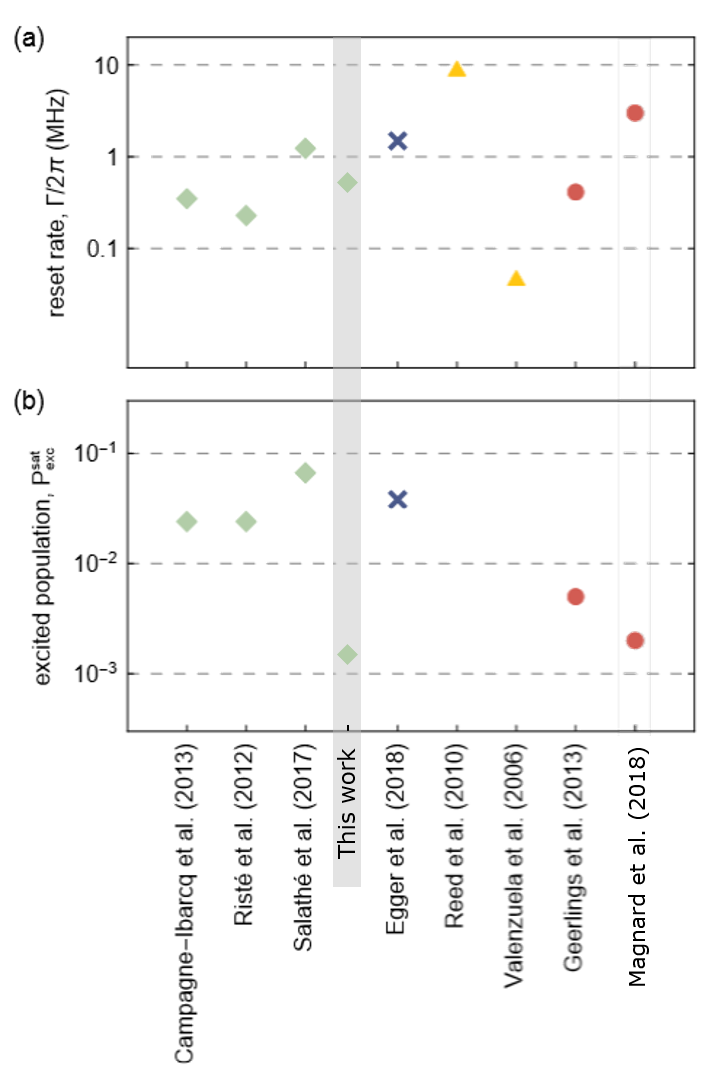 (a)
reset rate, Γ/2π (MHz)
10
1
0.1
(b)
excited population, P_exc^sat
10⁻¹
10⁻²
10⁻³
Campagne−Ibarcq et al. (2013)
Risté et al. (2012)
Salathé et al. (2017)
This work
Egger et al. (2018)
Reed et al. (2010)
Valenzuela et al. (2006)
Geerlings et al. (2013)
Magnard et al. (2018)